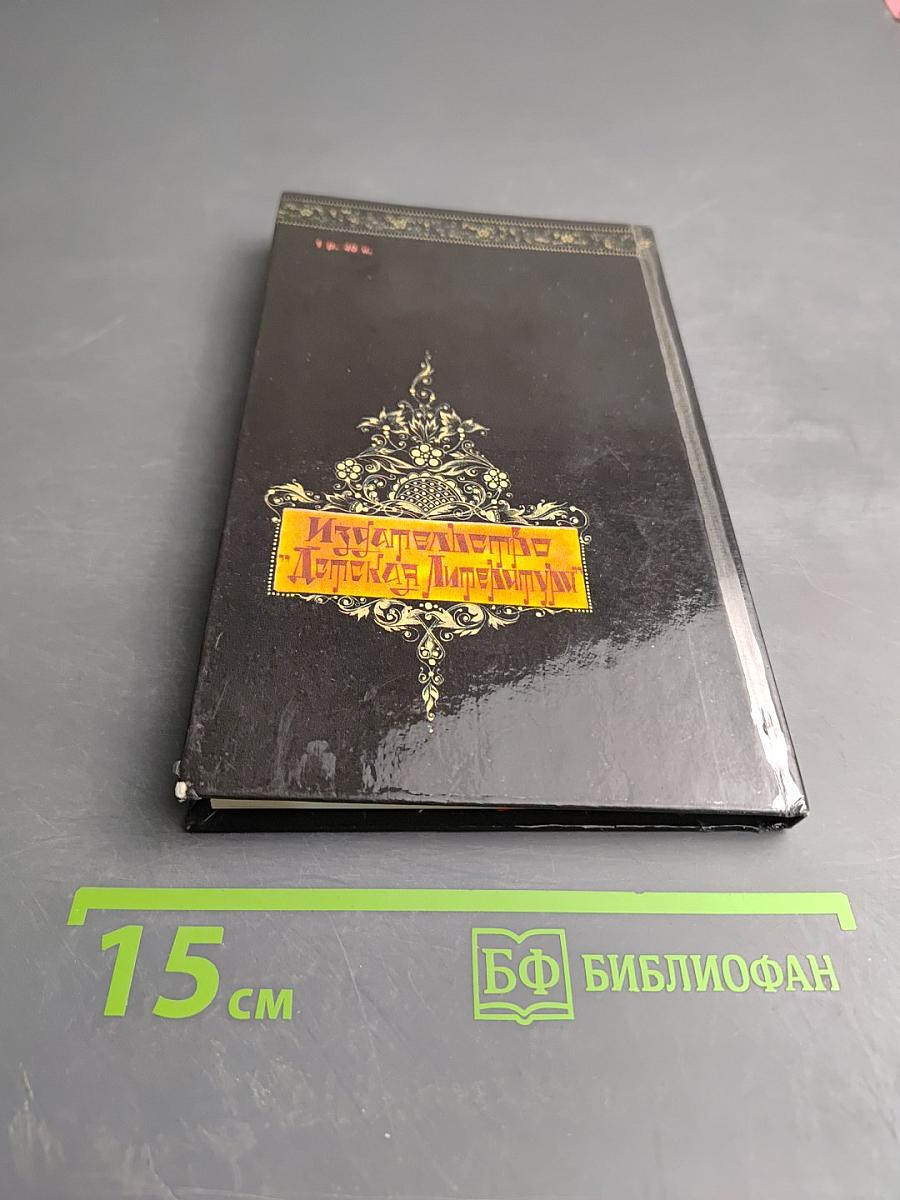 Издательство
"Детская Литература"
15 см
БФ БИБЛИОФАН